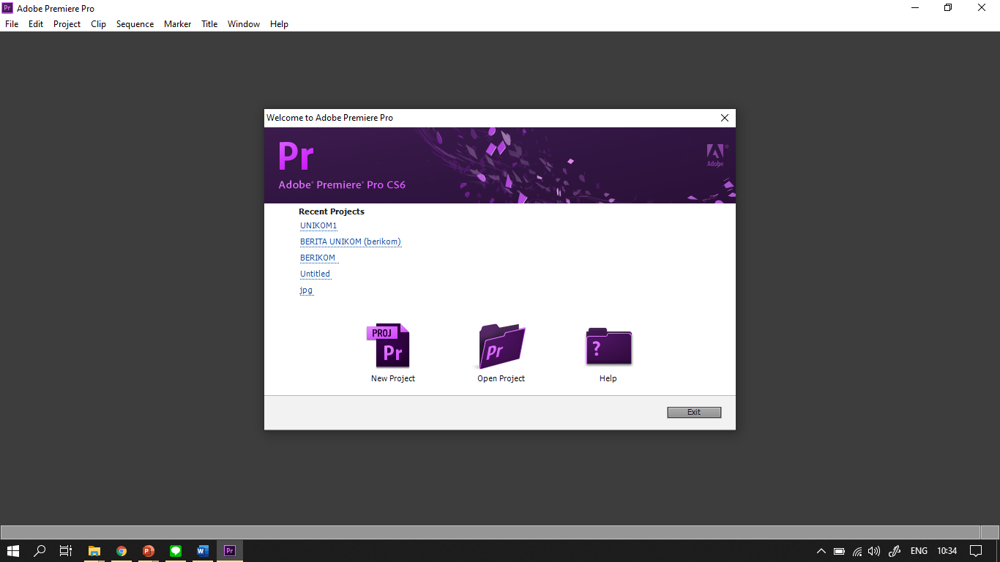 Pr Adobe Premiere Pro
File Edit Project Clip Sequence Marker Title Window Help
Welcome to Adobe Premiere Pro
Pr
Adobe® Premiere® Pro CS6
Adobe®
Recent Projects
UNIKOM1
BERITA UNIKOM (berikom)
BERIKOM
Untitled
jpg
PROJ
Pr
Pr
?
New Project Open Project Help
Exit
P W Pr ENG 10:34